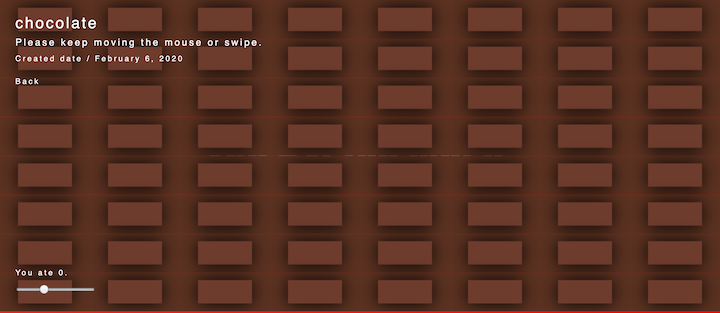 chocolate
Please keep moving the mouse or swipe.
Created date / February 6, 2020
Back
You ate 0.